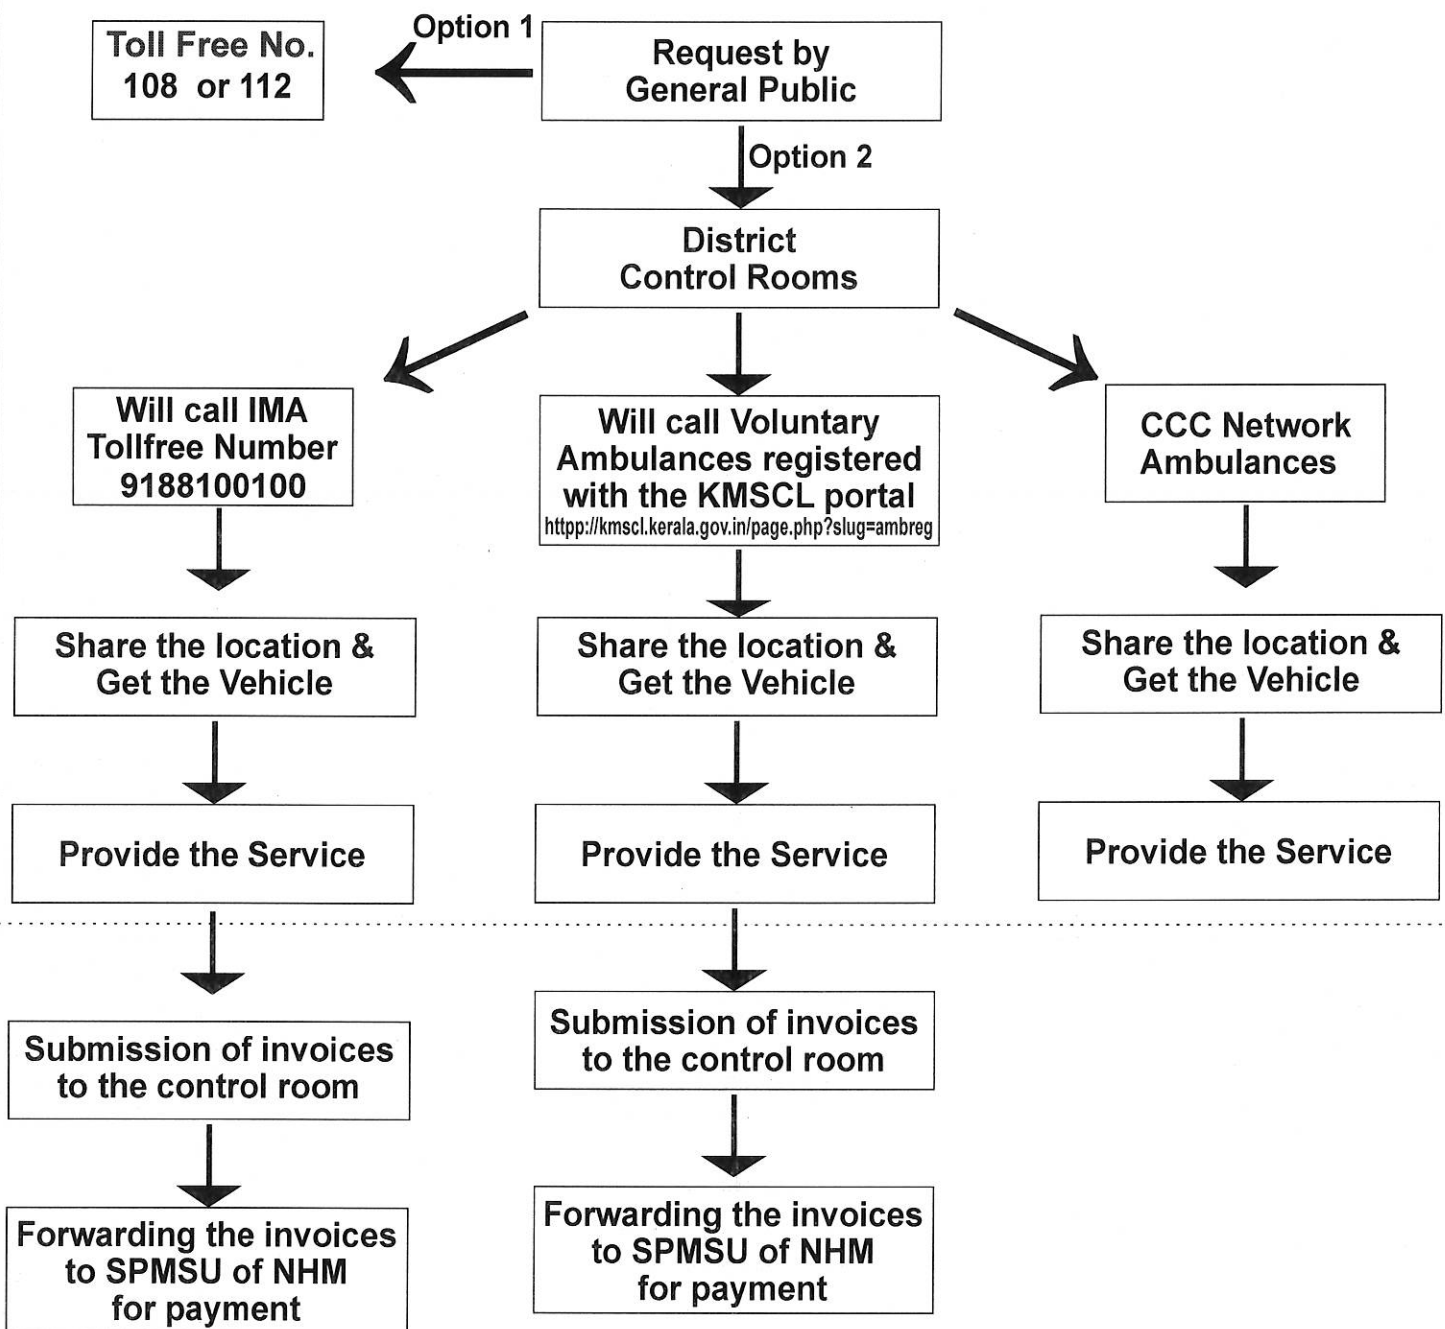 Option 1
Toll Free No.
108 or 112
Request by
General Public
Option 2
District
Control Rooms
Will call IMA
Tollfree Number
9188100100
Will call Voluntary
Ambulances registered
with the KMSCL portal
httpp://kmscl.kerala.gov.in/page.php?slug=ambreg
CCC Network
Ambulances
Share the location &
Get the Vehicle
Share the location &
Get the Vehicle
Share the location &
Get the Vehicle
Provide the Service
Provide the Service
Provide the Service
Submission of invoices
to the control room
Submission of invoices
to the control room
Forwarding the invoices
to SPMSU of NHM
for payment
Forwarding the invoices
to SPMSU of NHM
for payment